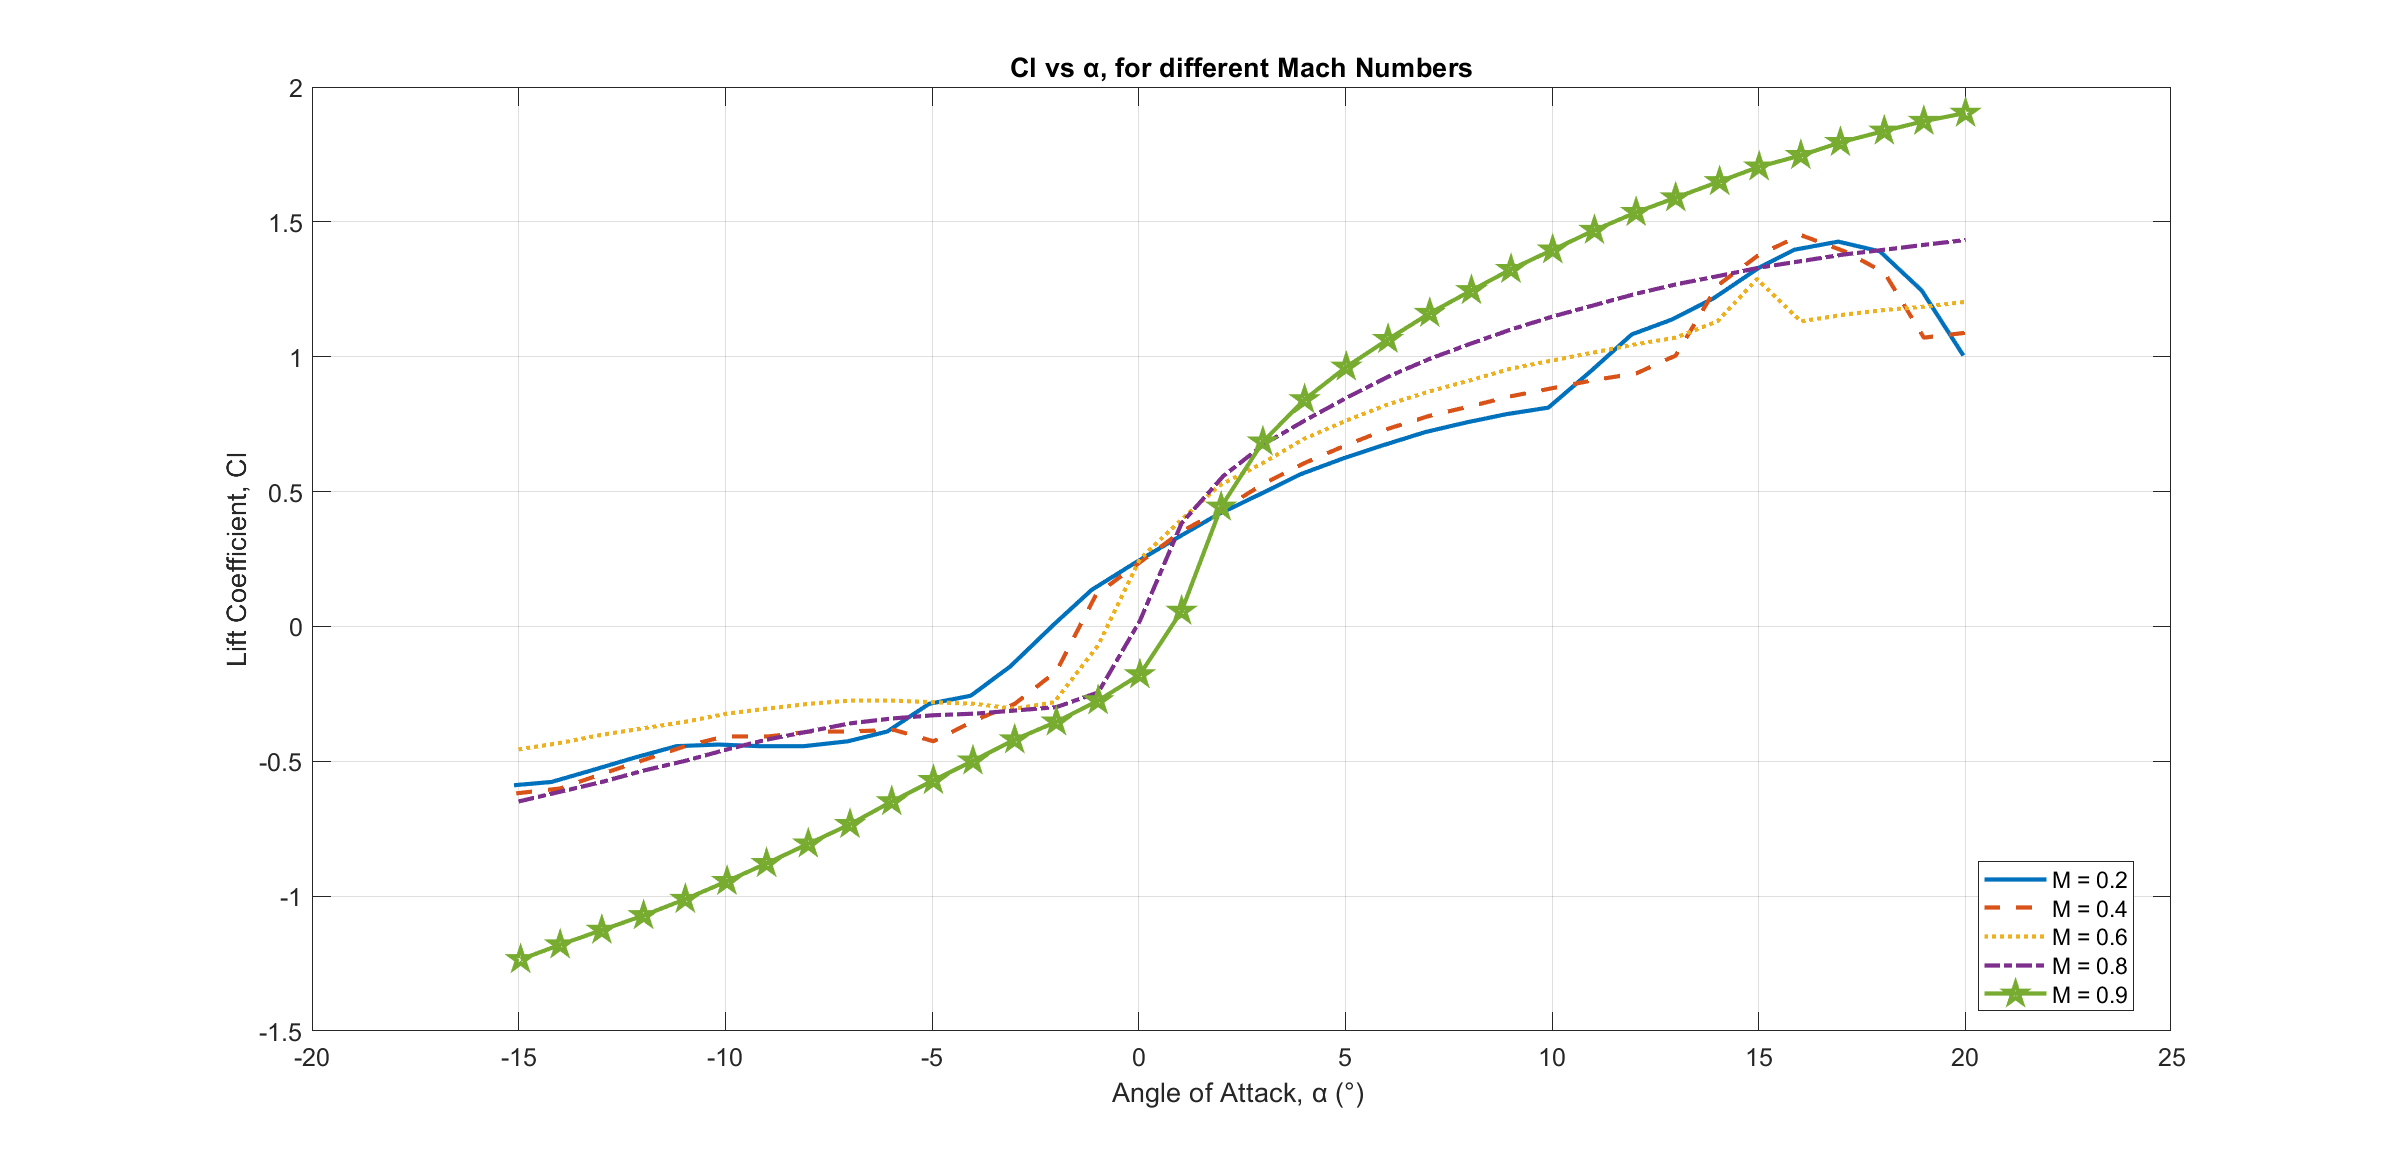 Cl vs α, for different Mach Numbers
2
1.5
1
0.5
0
-0.5
-1
-1.5
Lift Coefficient, Cl
-20 -15 -10 -5 0 5 10 15 20 25
Angle of Attack, α (°)
M = 0.2
M = 0.4
M = 0.6
M = 0.8
M = 0.9